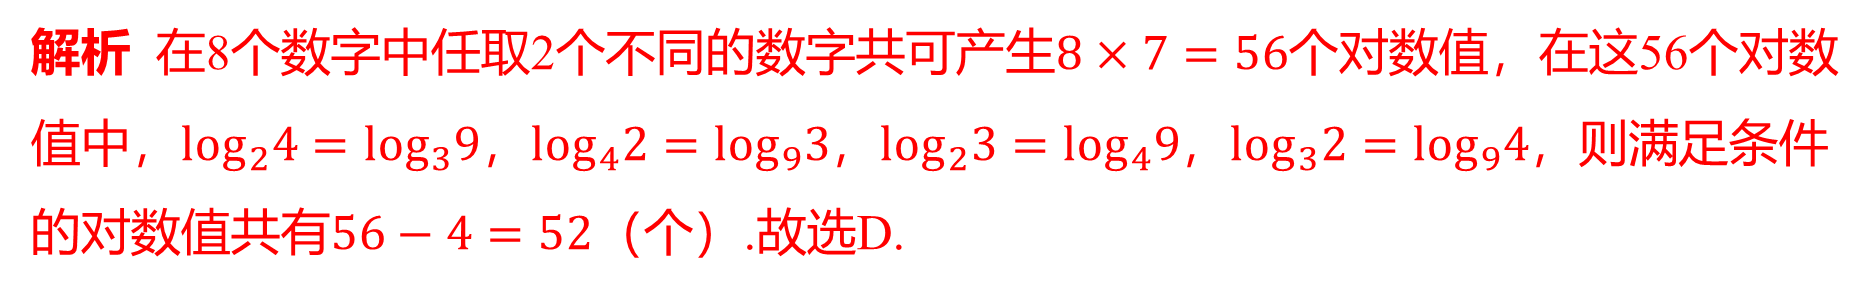 解析 在8个数字中任取2个不同的数字共可产生8 × 7 = 56个对数值，在这56个对数
值中，log₂4 = log₃9，log₄2 = log₉3，log₂3 = log₄9，log₃2 = log₉4，则满足条件
的对数值共有56 − 4 = 52（个）.故选D.